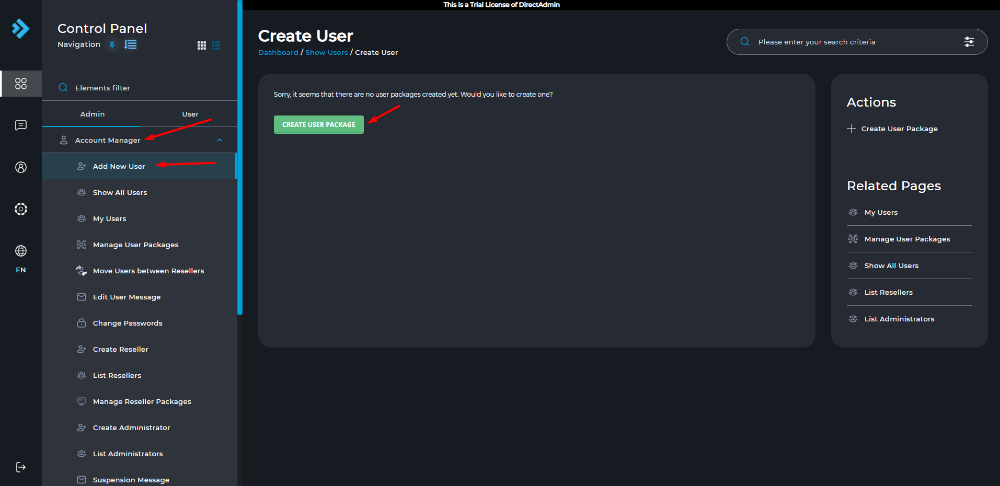 This is a Trial License of DirectAdmin
Control Panel
Navigation
Elements filter
Admin User
Account Manager
Add New User
Show All Users
My Users
Manage User Packages
Move Users between Resellers
Edit User Message
Change Passwords
Create Reseller
List Resellers
Manage Reseller Packages
Create Administrator
List Administrators
Suspension Message
EN
Create User
Dashboard / Show Users / Create User
Please enter your search criteria
Sorry, it seems that there are no user packages created yet. Would you like to create one?
CREATE USER PACKAGE
Actions
Create User Package
Related Pages
My Users
Manage User Packages
Show All Users
List Resellers
List Administrators